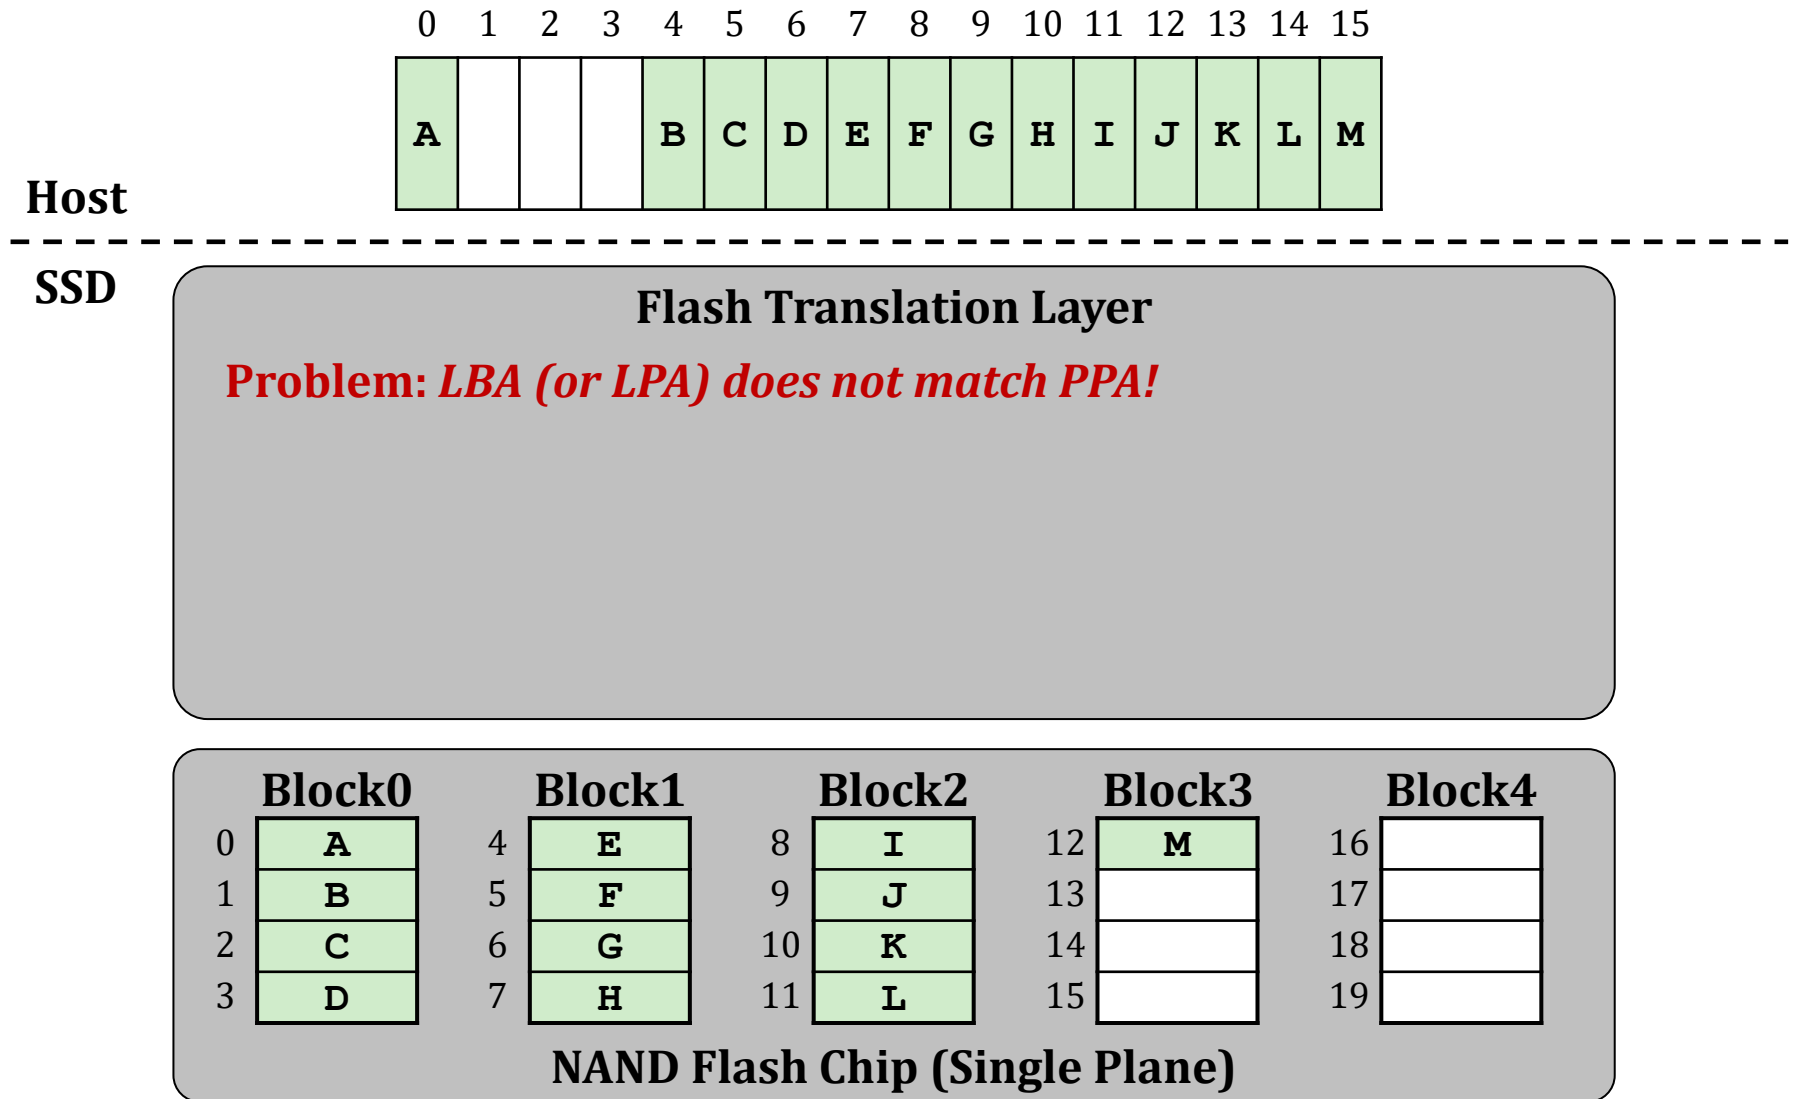 0 1 2 3 4 5 6 7 8 9 10 11 12 13 14 15
A B C D E F G H I J K L M
Host
SSD
Flash Translation Layer
Problem: LBA (or LPA) does not match PPA!
Block0 Block1 Block2 Block3 Block4
0 A 4 E 8 I 12 M 16
1 B 5 F 9 J 13 17
2 C 6 G 10 K 14 18
3 D 7 H 11 L 15 19
NAND Flash Chip (Single Plane)